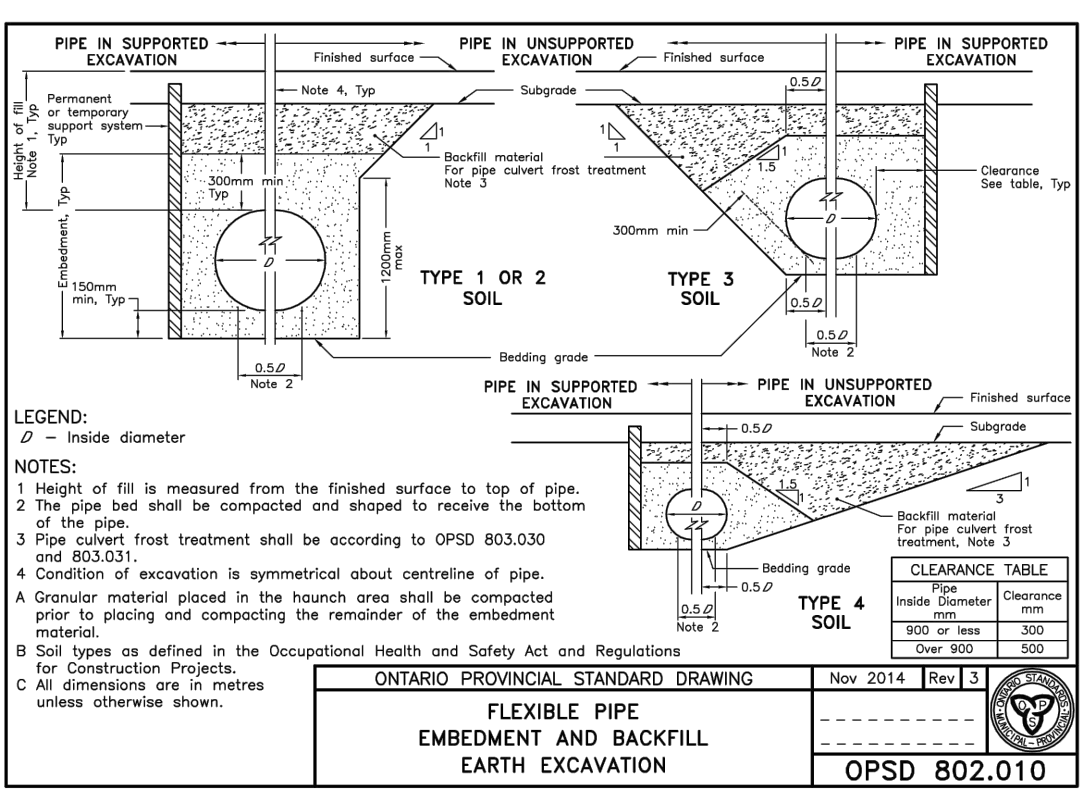 PIPE IN SUPPORTED
EXCAVATION
PIPE IN UNSUPPORTED
EXCAVATION
PIPE IN SUPPORTED
EXCAVATION
Finished surface
Finished surface
0.5D
Note 4, Typ
Subgrade
Height of fill
Note 1, Typ
Permanent
or temporary
support system
Typ
1
1
1
1
Backfill material
For pipe culvert frost treatment
Note 3
1
1.5
Clearance
See table, Typ
300mm min
Typ
Embedment, Typ
300mm min
D
D
1200mm
max
TYPE 1 OR 2
SOIL
TYPE 3
SOIL
150mm
min, Typ
0.5D
0.5D
Note 2
Bedding grade
0.5D
Note 2
PIPE IN SUPPORTED
EXCAVATION
PIPE IN UNSUPPORTED
EXCAVATION
Finished surface
Subgrade
0.5D
1.5
1
1
3
D
Backfill material
For pipe culvert frost
treatment, Note 3
Bedding grade
0.5D
0.5D
Note 2
TYPE 4
SOIL
LEGEND:
D – Inside diameter
NOTES:
1 Height of fill is measured from the finished surface to top of pipe.
2 The pipe bed shall be compacted and shaped to receive the bottom
of the pipe.
3 Pipe culvert frost treatment shall be according to OPSD 803.030
and 803.031.
4 Condition of excavation is symmetrical about centreline of pipe.
A Granular material placed in the haunch area shall be compacted
prior to placing and compacting the remainder of the embedment
material.
B Soil types as defined in the Occupational Health and Safety Act and Regulations
for Construction Projects.
C All dimensions are in metres
unless otherwise shown.
CLEARANCE TABLE
Pipe
Inside Diameter
mm
Clearance
mm
900 or less 300
Over 900 500
ONTARIO PROVINCIAL STANDARD DRAWING
Nov 2014 Rev 3
FLEXIBLE PIPE
EMBEDMENT AND BACKFILL
EARTH EXCAVATION
OPSD 802.010
ONTARIO STANDARDS
MUNICIPAL – PROVINCIAL
O P
S